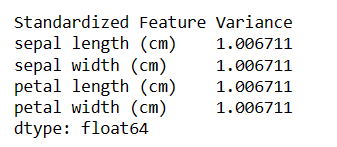 Standardized Feature Variance
sepal length (cm)    1.006711
sepal width (cm)     1.006711
petal length (cm)    1.006711
petal width (cm)     1.006711
dtype: float64